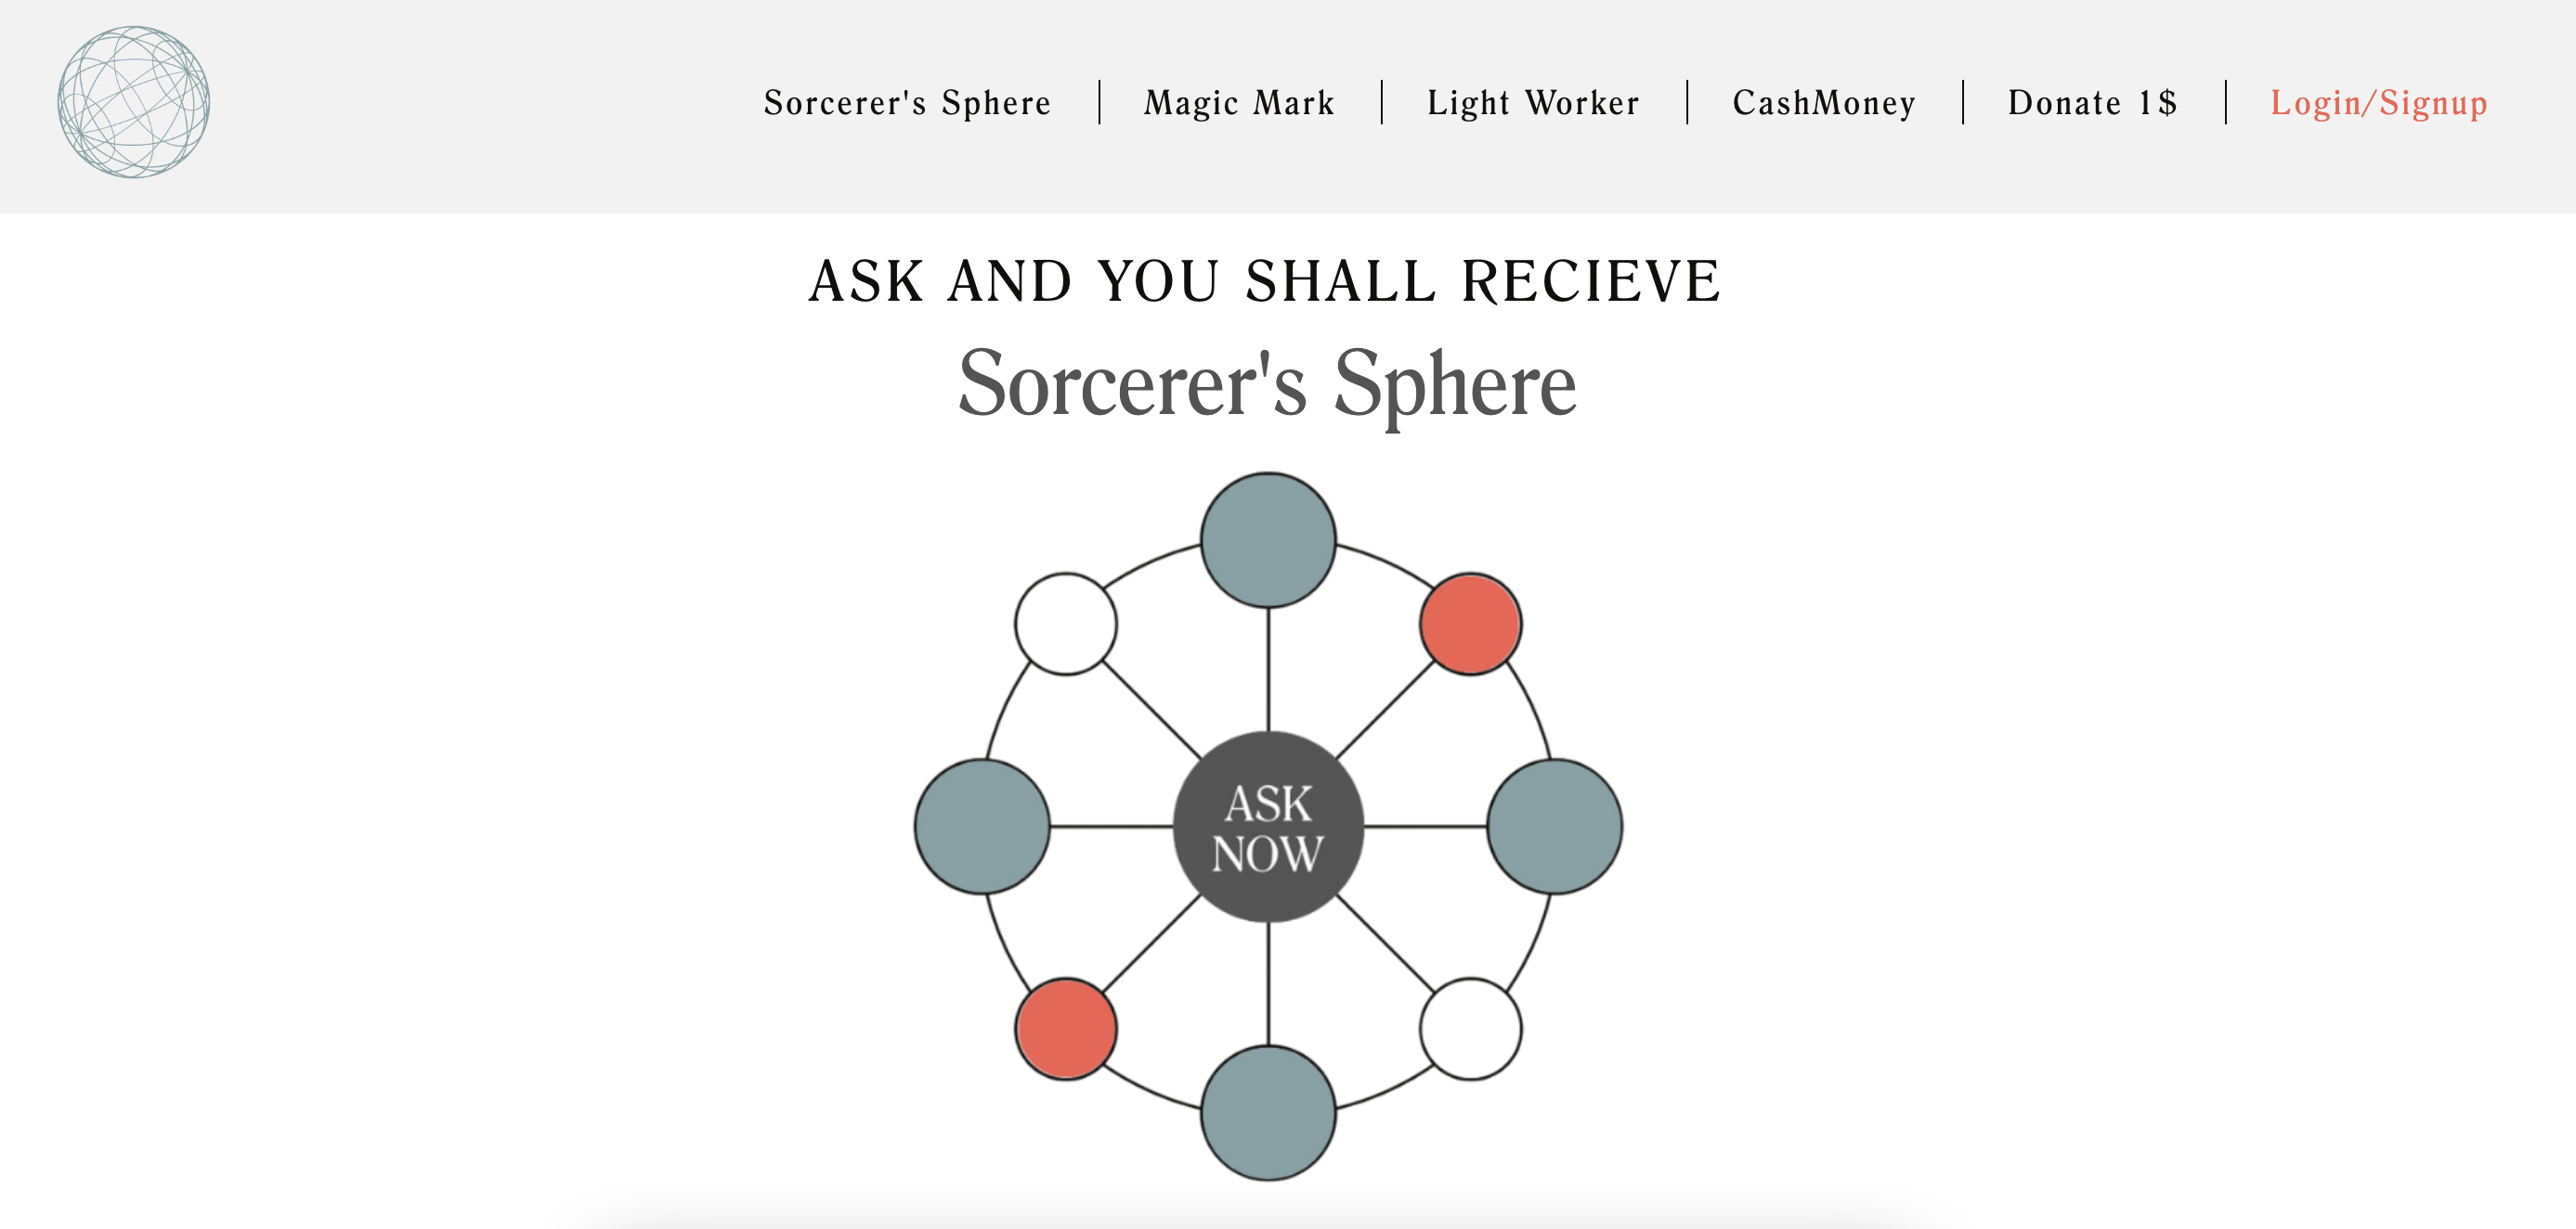 Sorcerer's Sphere
Magic Mark
Light Worker
CashMoney
Donate 1$
Login/Signup
ASK AND YOU SHALL RECIEVE
Sorcerer's Sphere
ASK
NOW